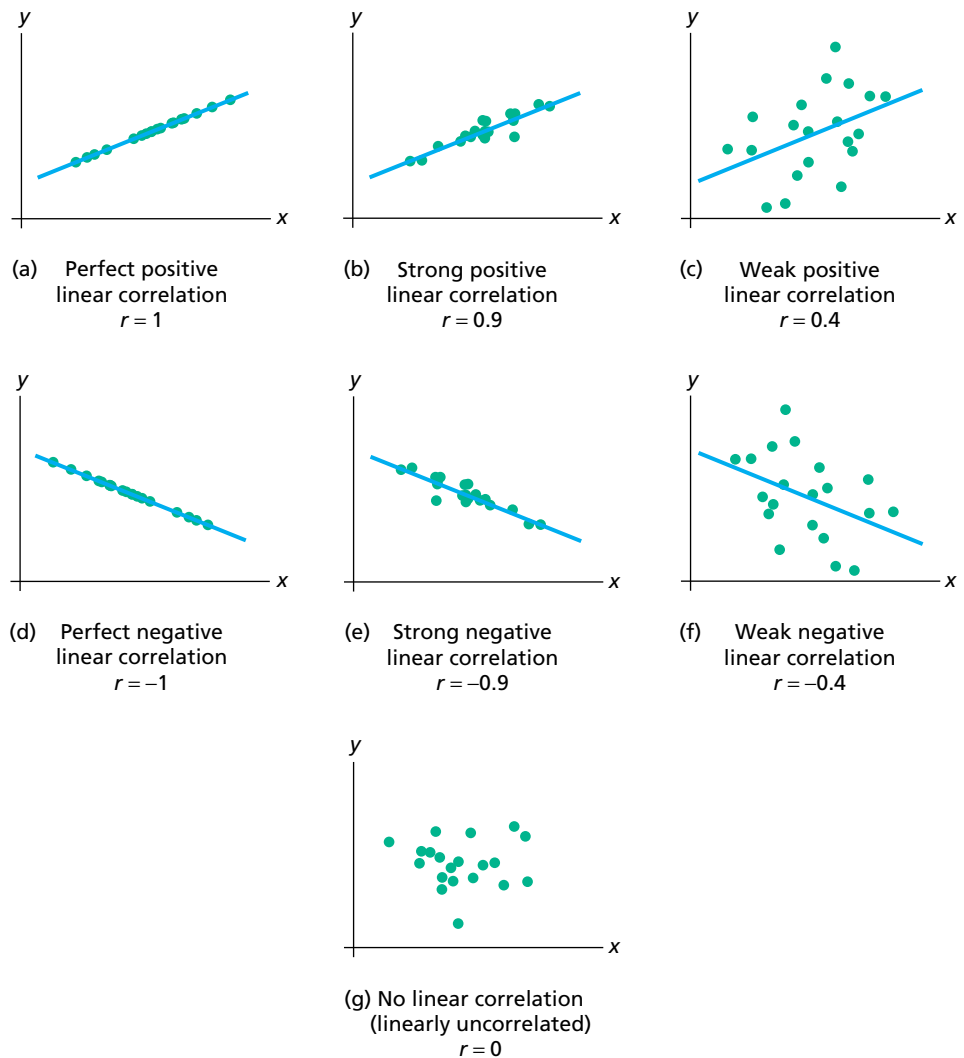 y
x
(a) Perfect positive
linear correlation
r = 1
y
x
(b) Strong positive
linear correlation
r = 0.9
y
x
(c) Weak positive
linear correlation
r = 0.4
y
x
(d) Perfect negative
linear correlation
r = −1
y
x
(e) Strong negative
linear correlation
r = −0.9
y
x
(f) Weak negative
linear correlation
r = −0.4
y
x
(g) No linear correlation
(linearly uncorrelated)
r = 0